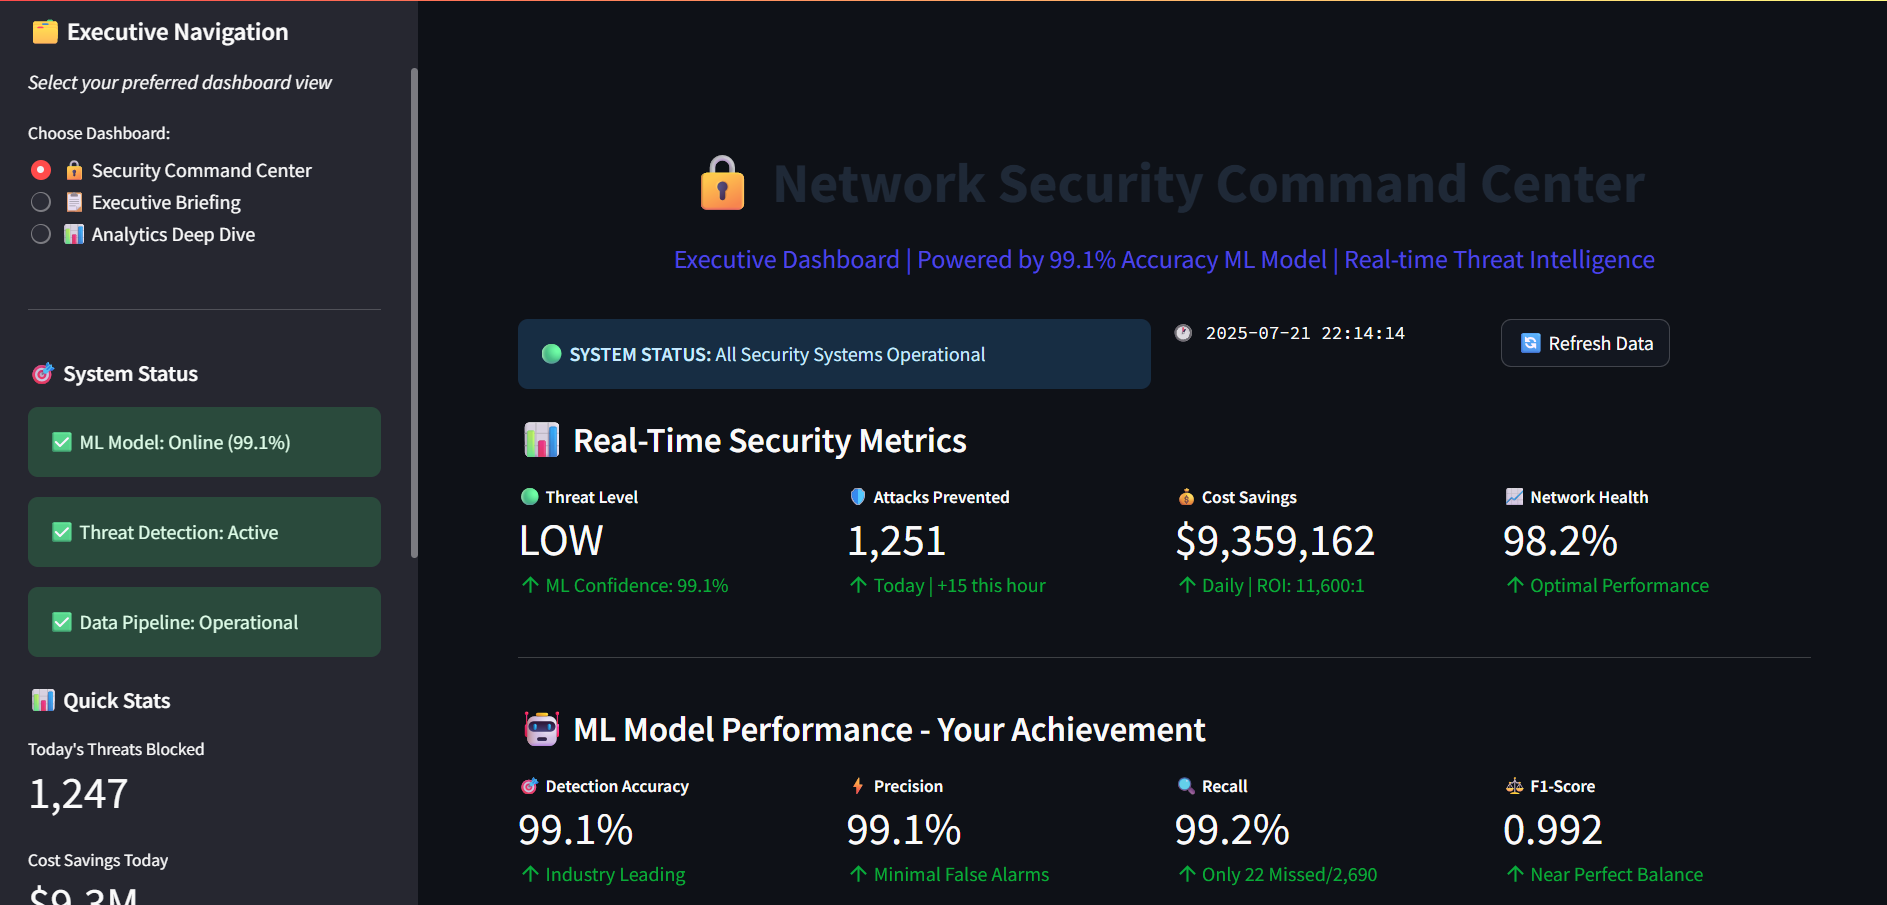 Executive Navigation
Select your preferred dashboard view
Choose Dashboard:
Security Command Center
Executive Briefing
Analytics Deep Dive
System Status
ML Model: Online (99.1%)
Threat Detection: Active
Data Pipeline: Operational
Quick Stats
Today's Threats Blocked
1,247
Cost Savings Today
$9.3M
Network Security Command Center
Executive Dashboard | Powered by 99.1% Accuracy ML Model | Real-time Threat Intelligence
SYSTEM STATUS: All Security Systems Operational
2025-07-21 22:14:14
Refresh Data
Real-Time Security Metrics
Threat Level
LOW
↑ ML Confidence: 99.1%
Attacks Prevented
1,251
↑ Today | +15 this hour
Cost Savings
$9,359,162
↑ Daily | ROI: 11,600:1
Network Health
98.2%
↑ Optimal Performance
ML Model Performance - Your Achievement
Detection Accuracy
99.1%
↑ Industry Leading
Precision
99.1%
↑ Minimal False Alarms
Recall
99.2%
↑ Only 22 Missed/2,690
F1-Score
0.992
↑ Near Perfect Balance